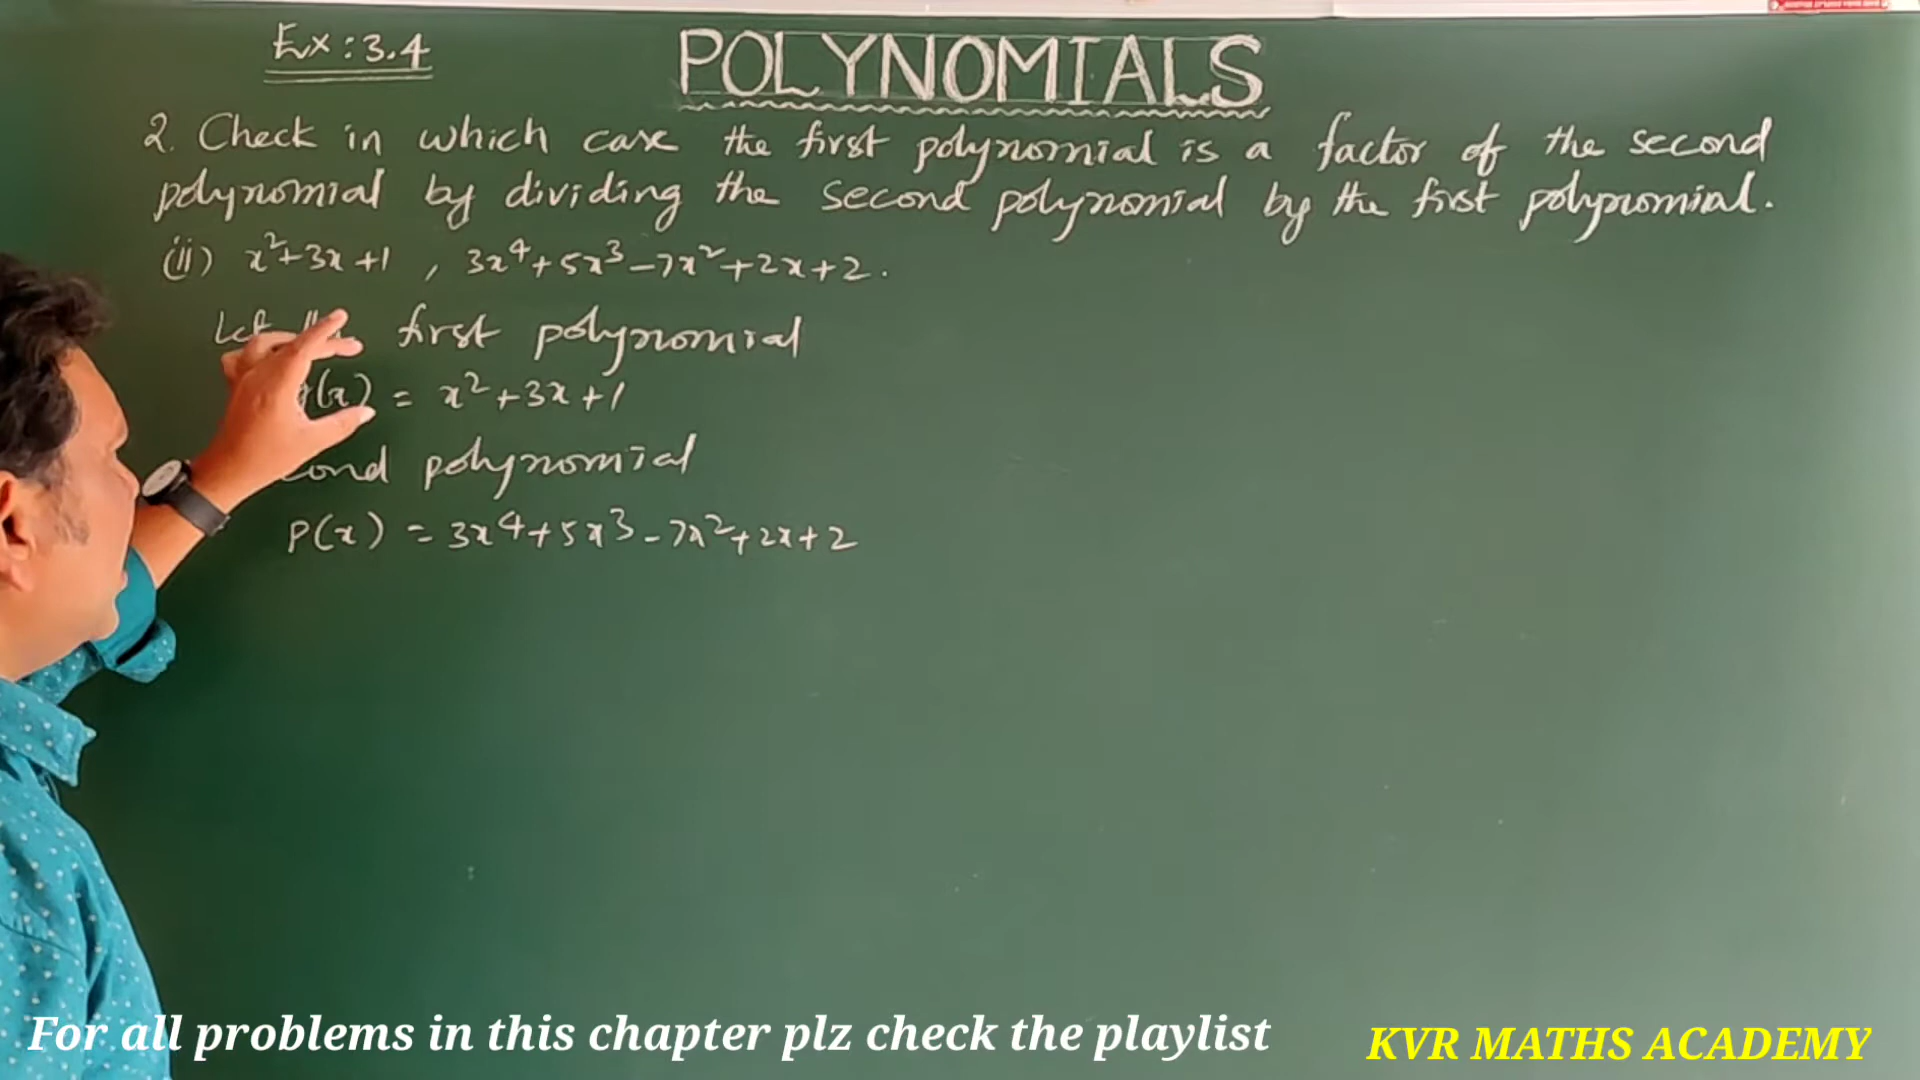 Ex : 3.4
POLYNOMIALS
2. Check in which case the first polynomial is a factor of the second
polynomial by dividing the second polynomial by the first polynomial.
(ii) x²+3x+1 , 3x⁴+5x³-7x²+2x+2.
Let the first polynomial
(x) = x²+3x+1
ond polynomial
P(x) = 3x⁴+5x³-7x²+2x+2
For all problems in this chapter plz check the playlist
KVR MATHS ACADEMY